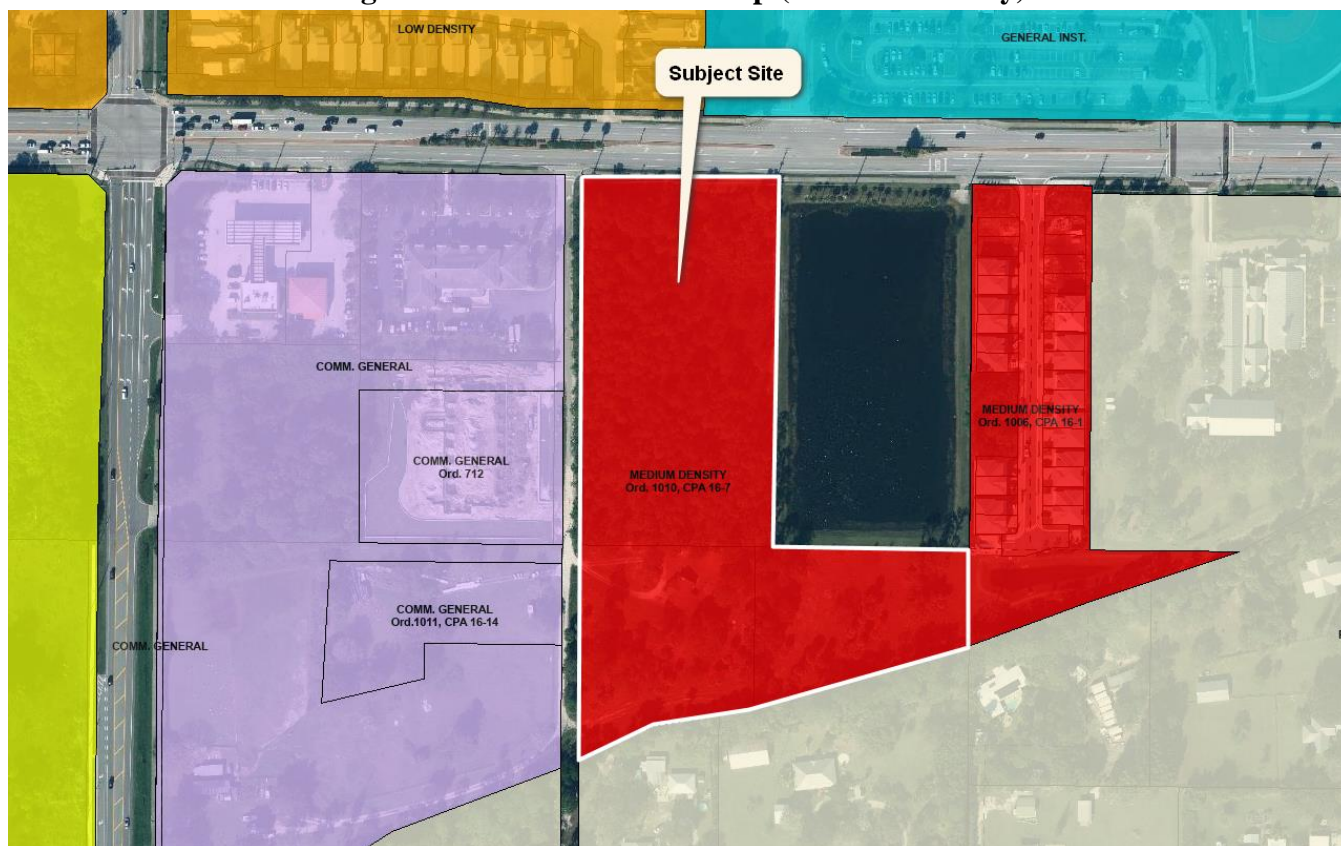 LOW DENSITY
GENERAL INST.
Subject Site
COMM. GENERAL
MEDIUM DENSITY
Ord. 1006, CPA 16-1
COMM. GENERAL
Ord. 712
MEDIUM DENSITY
Ord. 1010, CPA 16-7
COMM. GENERAL
Ord.1011, CPA 16-14
COMM. GENERAL